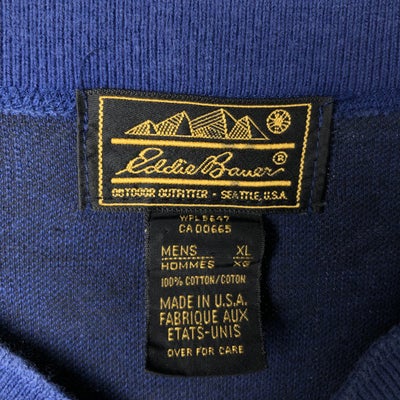 Eddie Bauer®
OUTDOOR OUTFITTER - SEATTLE, U.S.A.
WPL 5647
CA 00665
MENS XL
HOMMES XG
100% COTTON/COTON
MADE IN U.S.A.
FABRIQUE AUX
ETATS-UNIS
OVER FOR CARE